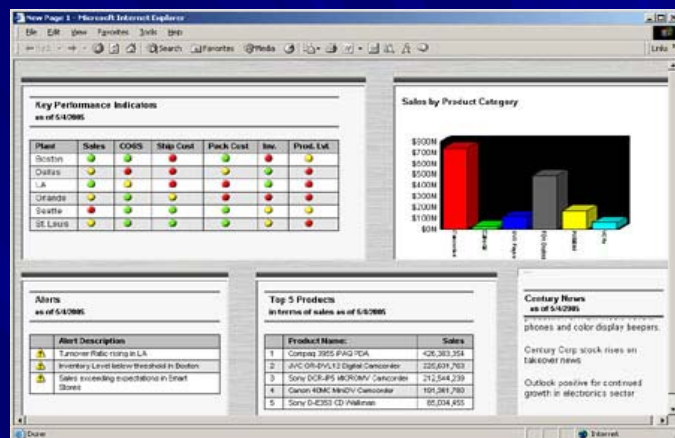 New Page 1 - Microsoft Internet Explorer
File Edit View Favorites Tools Help
Search Favorites Media
Links
Key Performance Indicators
as of 5/4/2005
Plant Sales COGS Ship Cost Pack Cost Inv. Prod. Lvl.
Boston
Dallas
LA
Orlando
Seattle
St. Louis
Sales by Product Category
$800M
$700M
$600M
$500M
$400M
$300M
$200M
$100M
$0M
Alerts
as of 5/4/2005
Alert Description
Turnover Ratio rising in LA
Inventory Level below threshold in Boston
Sales exceeding expectations in Smart
Stores
Top 5 Products
in terms of sales as of 5/4/2005
Product Name: Sales
1 Compaq 3955 iPAQ PDA 426,383,354
2 JVC GR-DVL12 Digital Camcorder
3 Sony DCR-IP5 MICROMV Camcorder 212,544,239
4 Canon 40MC MiniDV Camcorder
5 Sony D-E350 CD Walkman 85,034,455
Century News
as of 5/4/2005
phones and color display beepers.
Century Corp stock rises on
takeover news
Outlook positive for continued
growth in electronics sector
Done
Internet